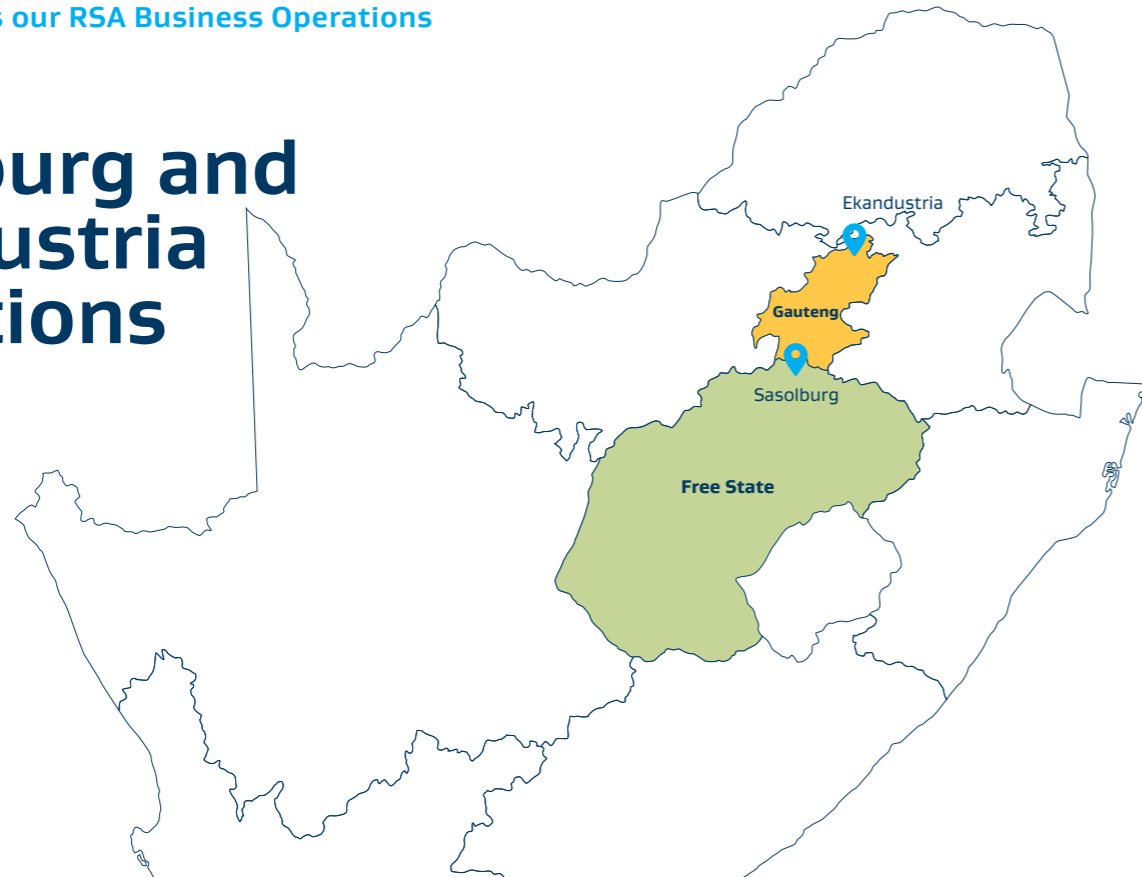 s our RSA Business Operations
burg and
ustria
tions
Ekandustria
Gauteng
Sasolburg
Free State